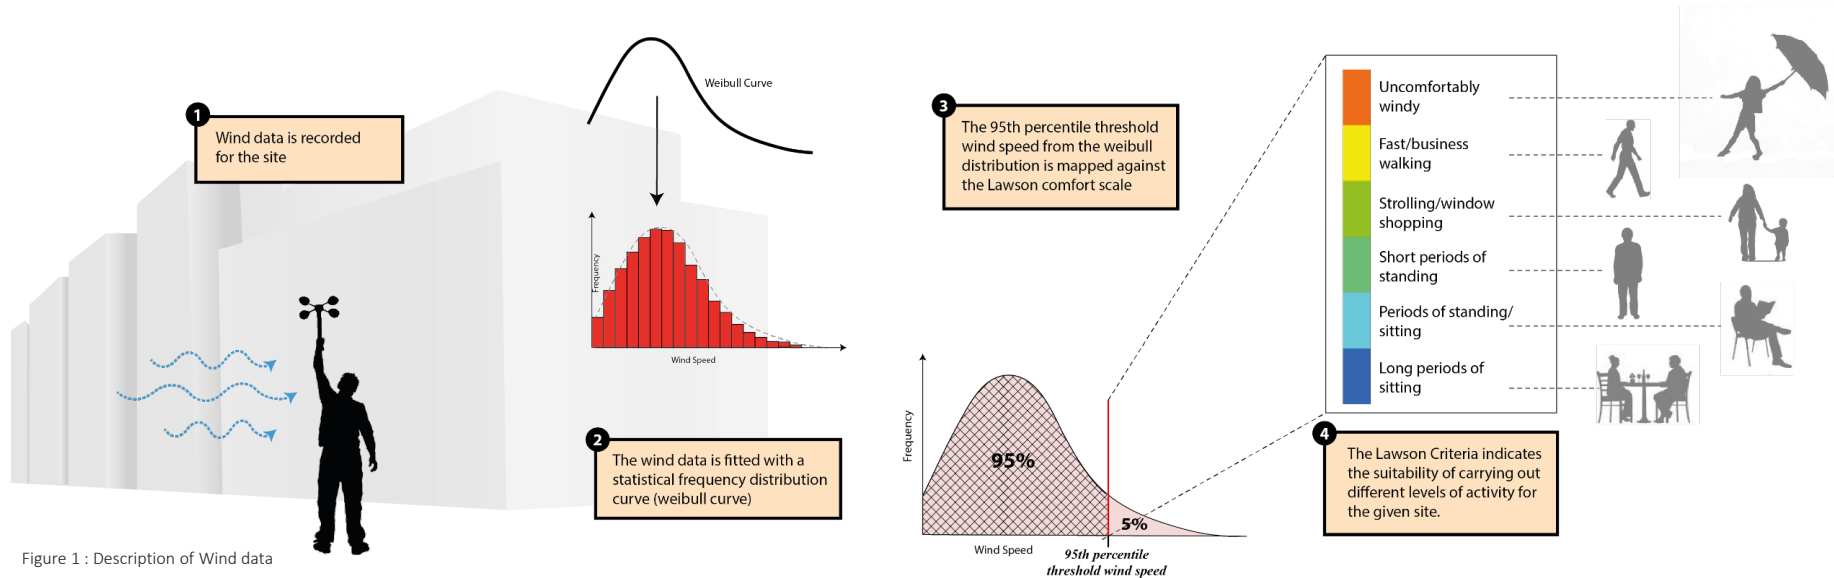 1
Wind data is recorded
for the site
Weibull Curve
Frequency
Wind Speed
2
The wind data is fitted with a
statistical frequency distribution
curve (weibull curve)
3
The 95th percentile threshold
wind speed from the weibull
distribution is mapped against
the Lawson comfort scale
Frequency
95%
5%
Wind Speed
95th percentile
threshold wind speed
Uncomfortably
windy
Fast/business
walking
Strolling/window
shopping
Short periods of
standing
Periods of standing/
sitting
Long periods of
sitting
4
The Lawson Criteria indicates
the suitability of carrying out
different levels of activity for
the given site.
Figure 1 : Description of Wind data